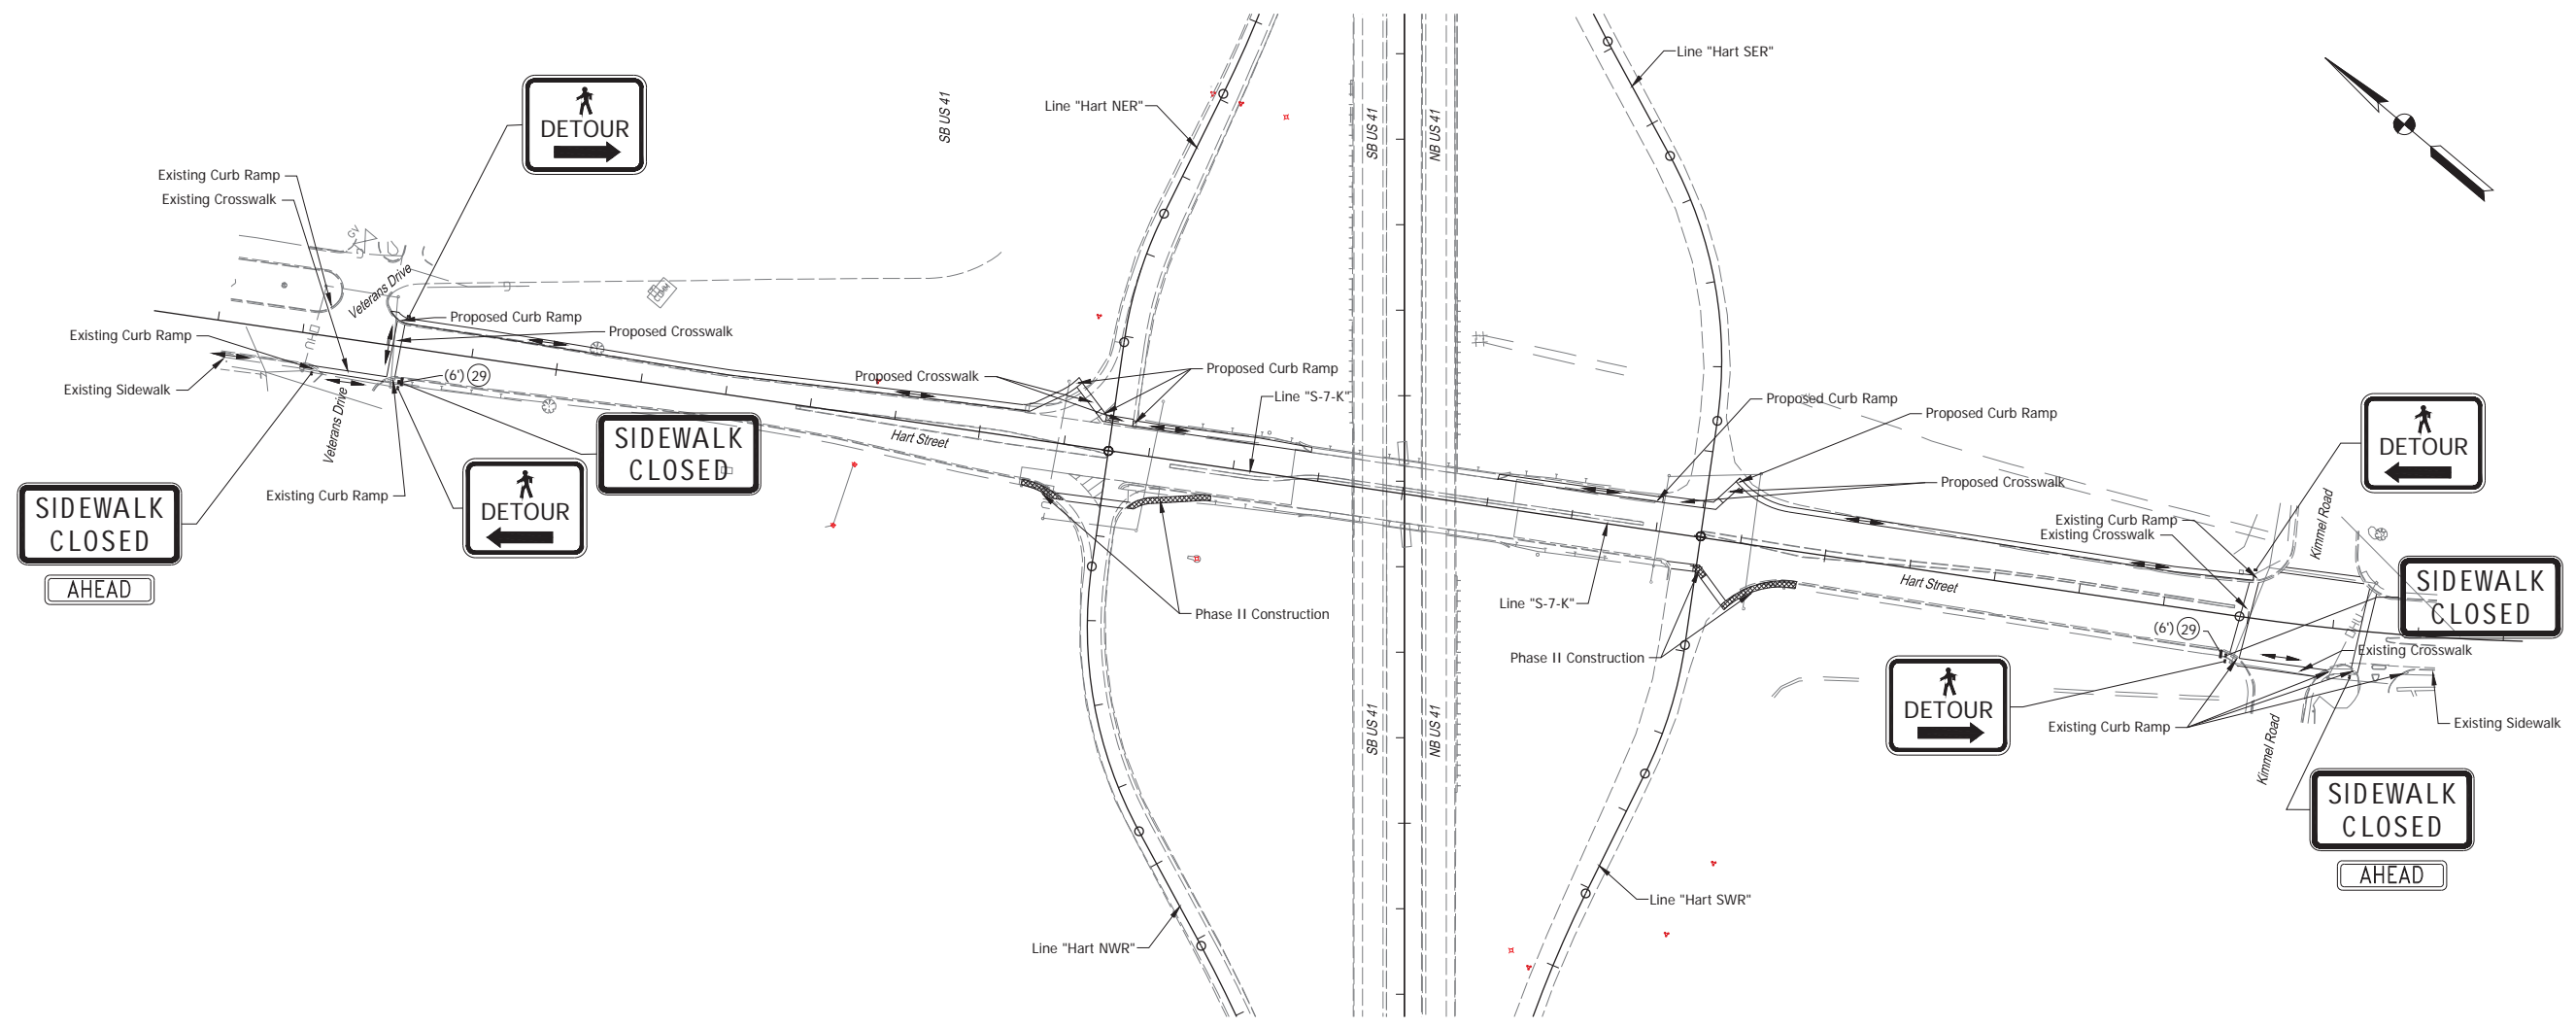 Line "Hart SER"
SB US 41
Line "Hart NER"
SB US 41
NB US 41
DETOUR
Existing Curb Ramp
Existing Crosswalk
GV
Veterans Drive
COMM
Proposed Curb Ramp
Proposed Crosswalk
Existing Curb Ramp
OHU
Existing Sidewalk
(6') 29
Veterans Drive
Proposed Crosswalk
Proposed Curb Ramp
Line "S-7-K"
Hart Street
SIDEWALK
CLOSED
DETOUR
Existing Curb Ramp
SIDEWALK
CLOSED
AHEAD
Phase II Construction
Proposed Curb Ramp
Proposed Curb Ramp
Proposed Crosswalk
DETOUR
Existing Curb Ramp
Existing Crosswalk
Kimmel Road
Hart Street
Line "S-7-K"
Phase II Construction
(6') 29
SIDEWALK
CLOSED
OHU
Existing Crosswalk
DETOUR
Existing Curb Ramp
Kimmel Road
Existing Sidewalk
SB US 41
NB US 41
SIDEWALK
CLOSED
AHEAD
Line "Hart SWR"
Line "Hart NWR"